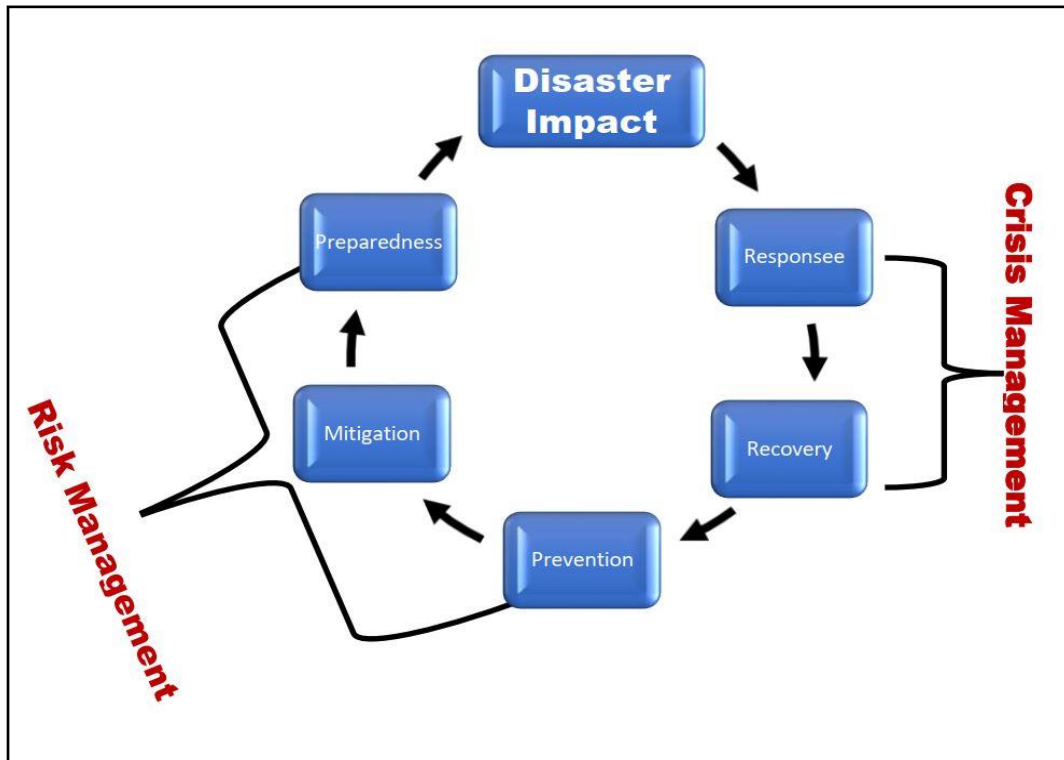 Disaster
Impact
Preparedness
Responsee
Crisis Management
Mitigation
Recovery
Risk Management
Prevention